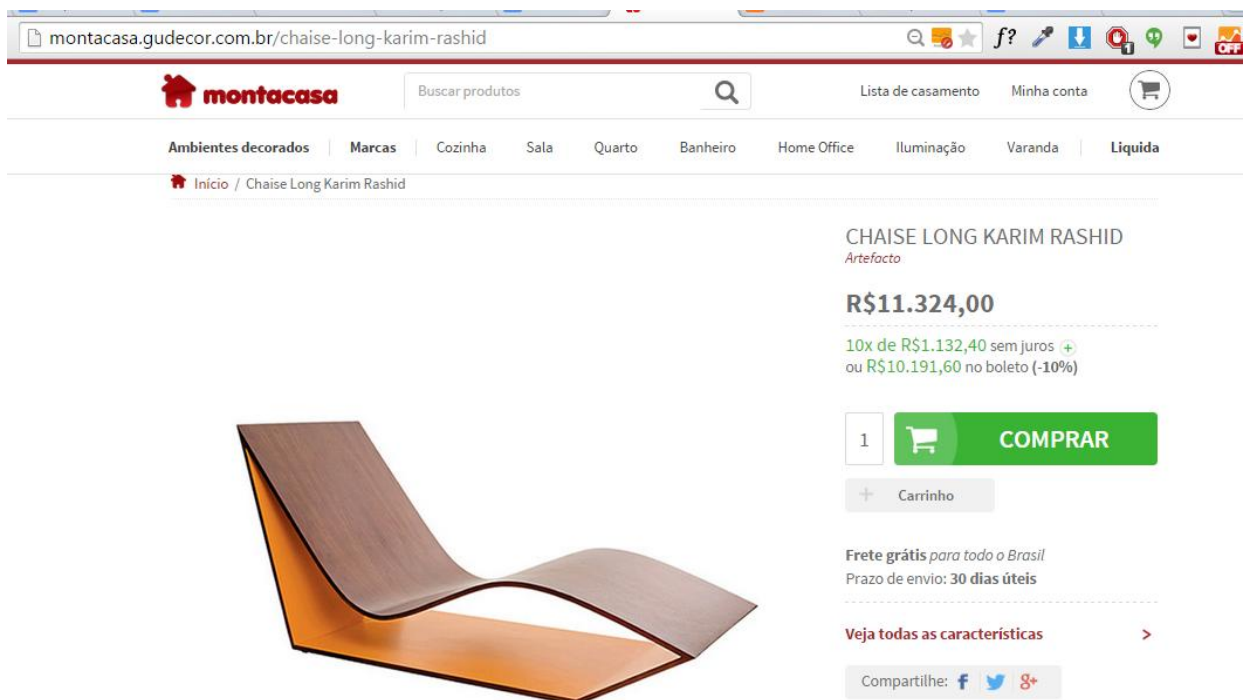 montacasa.gudecor.com.br/chaise-long-karim-rashid
f?
1
OFF
montacasa
Buscar produtos
Lista de casamento
Minha conta
Ambientes decorados
Marcas
Cozinha
Sala
Quarto
Banheiro
Home Office
Iluminação
Varanda
Liquida
Início / Chaise Long Karim Rashid
CHAISE LONG KARIM RASHID
Artefacto
R$11.324,00
10x de R$1.132,40 sem juros +
ou R$10.191,60 no boleto (-10%)
1
COMPRAR
+ Carrinho
Frete grátis para todo o Brasil
Prazo de envio: 30 dias úteis
Veja todas as características >
Compartilhe: f g+